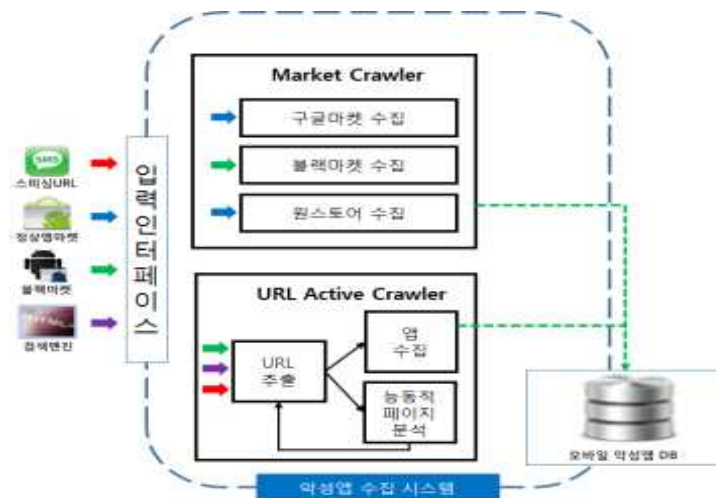 Market Crawler
구글마켓 수집
블랙마켓 수집
원스토어 수집
SMS
스미싱URL
정상앱마켓
블랙마켓
검색엔진
입력인터페이스
URL Active Crawler
URL
추출
앱
수집
능동적
페이지
분석
모바일 악성앱 DB
악성앱 수집 시스템